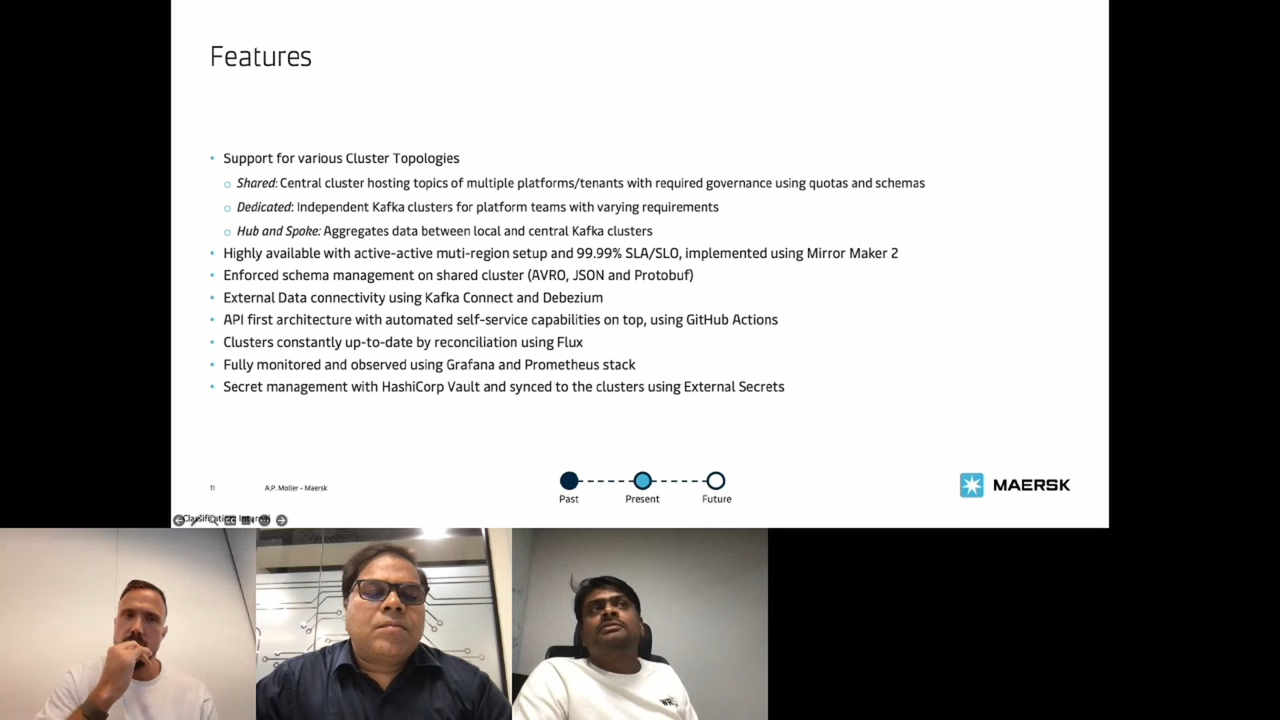 Features
• Support for various Cluster Topologies
○ Shared: Central cluster hosting topics of multiple platforms/tenants with required governance using quotas and schemas
○ Dedicated: Independent Kafka clusters for platform teams with varying requirements
○ Hub and Spoke: Aggregates data between local and central Kafka clusters
• Highly available with active-active muti-region setup and 99.99% SLA/SLO, implemented using Mirror Maker 2
• Enforced schema management on shared cluster (AVRO, JSON and Protobuf)
• External Data connectivity using Kafka Connect and Debezium
• API first architecture with automated self-service capabilities on top, using GitHub Actions
• Clusters constantly up-to-date by reconciliation using Flux
• Fully monitored and observed using Grafana and Prometheus stack
• Secret management with HashiCorp Vault and synced to the clusters using External Secrets
Past Present Future
11 A.P. Moller - Maersk
MAERSK
Classification: Internal